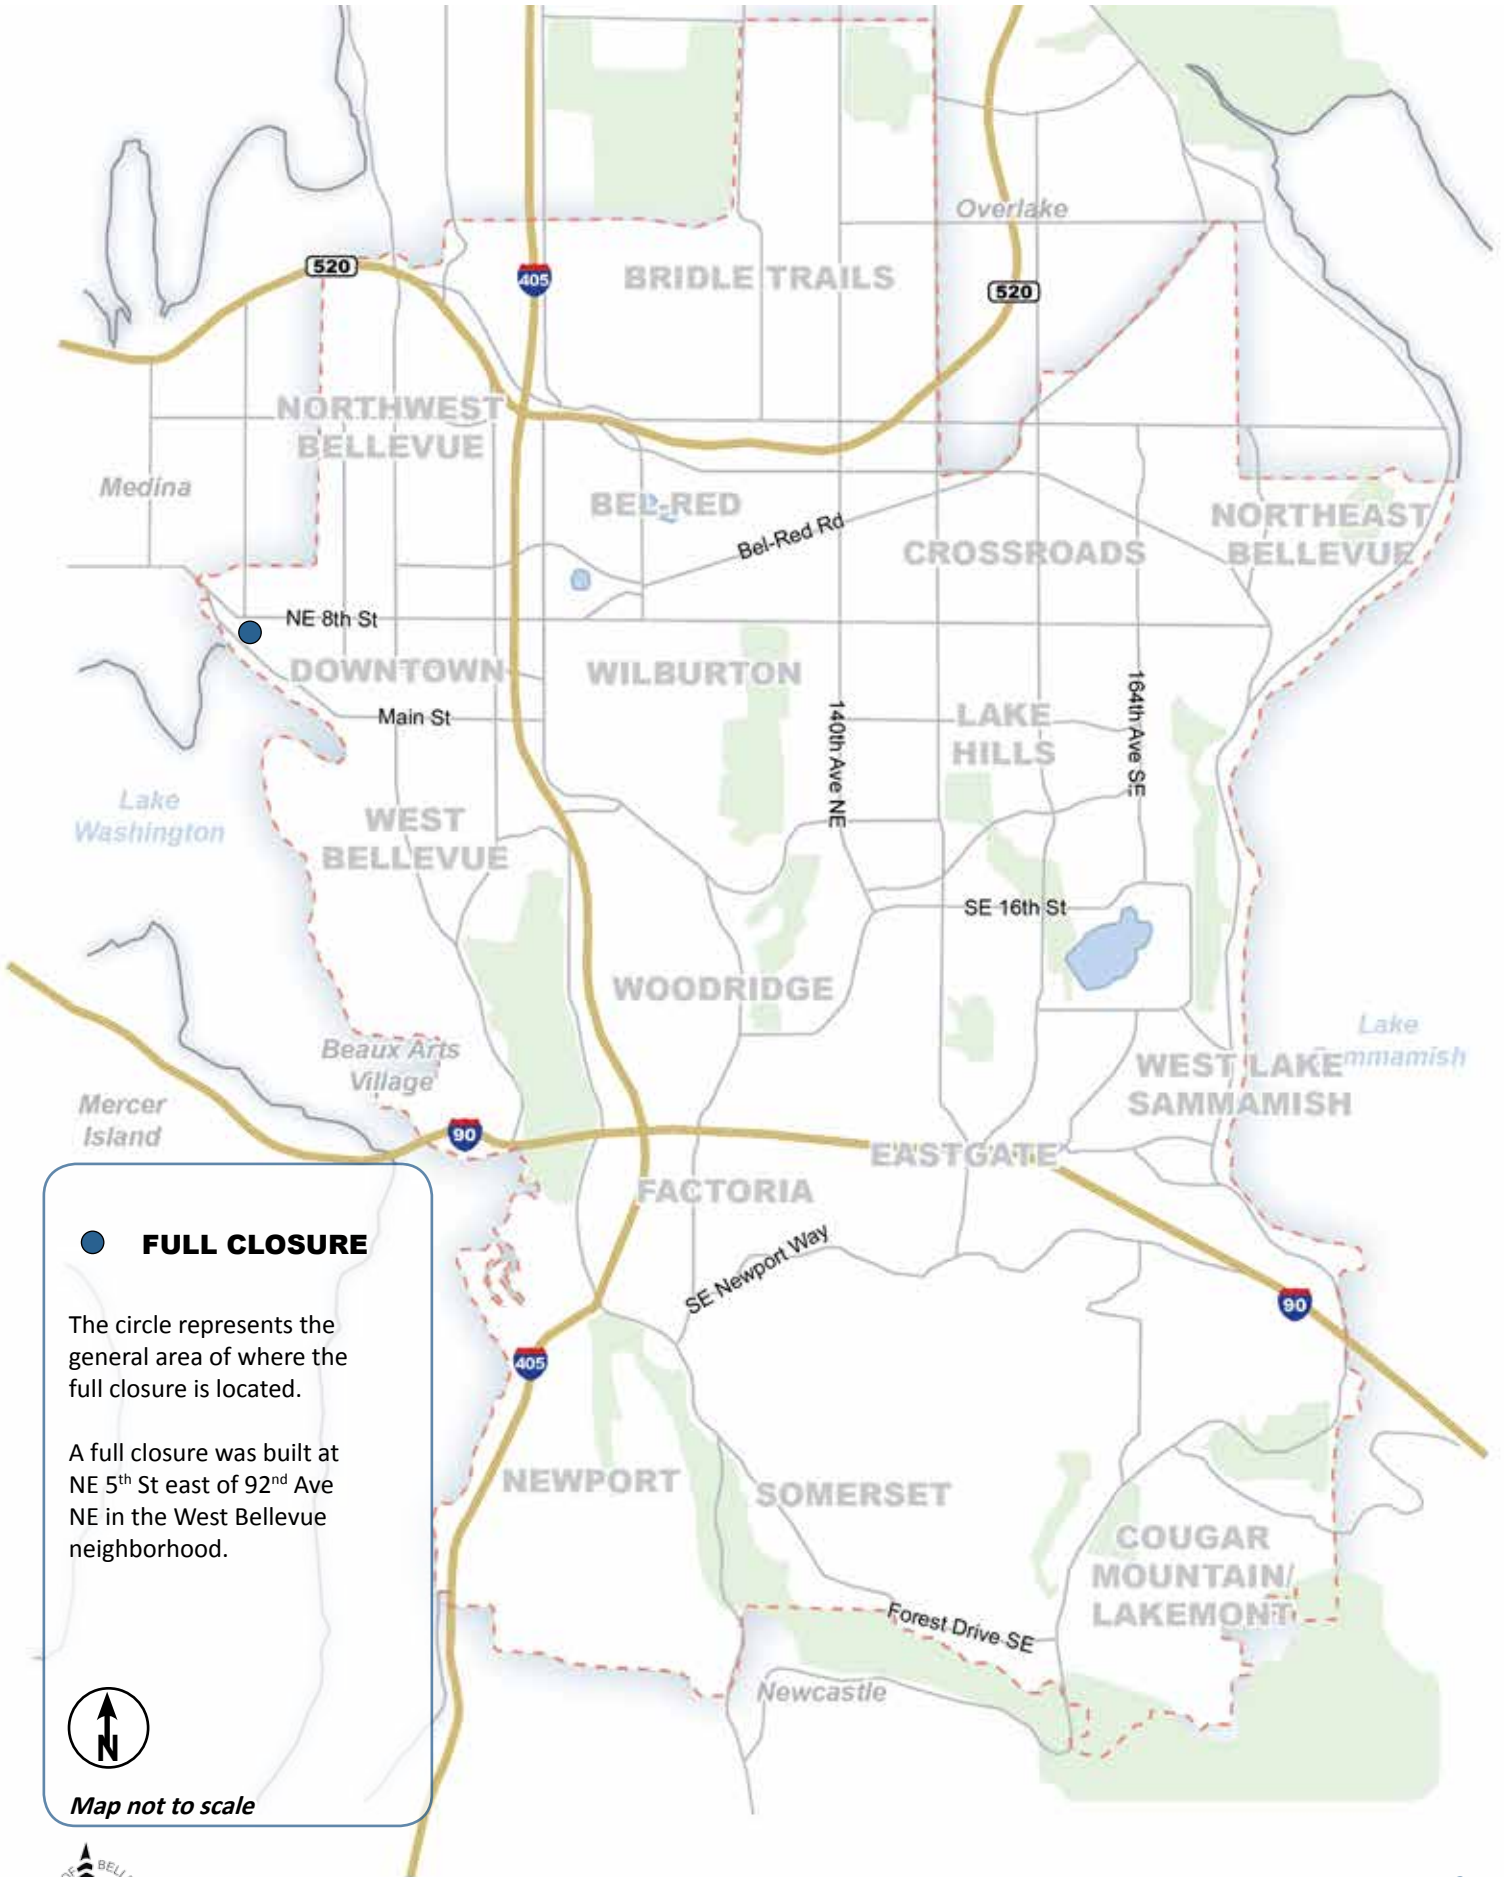 Overlake
520
405
BRIDLE TRAILS
520
NORTHWEST
BELLEVUE
Medina
BEL-RED
Bel-Red Rd
NORTHEAST
BELLEVUE
CROSSROADS
NE 8th St
DOWNTOWN
WILBURTON
Main St
140th Ave NE
LAKE
HILLS
164th Ave SE
Lake
Washington
WEST
BELLEVUE
SE 16th St
WOODRIDGE
Lake
Sammamish
Beaux Arts
Village
WEST LAKE
SAMMAMISH
Mercer
Island
90
EASTGATE
FACTORIA
SE Newport Way
90
405
FULL CLOSURE
The circle represents the
general area of where the
full closure is located.
A full closure was built at
NE 5th St east of 92nd Ave
NE in the West Bellevue
neighborhood.
NEWPORT
SOMERSET
COUGAR
MOUNTAIN/
LAKEMONT
Forest Drive SE
Newcastle
N
Map not to scale